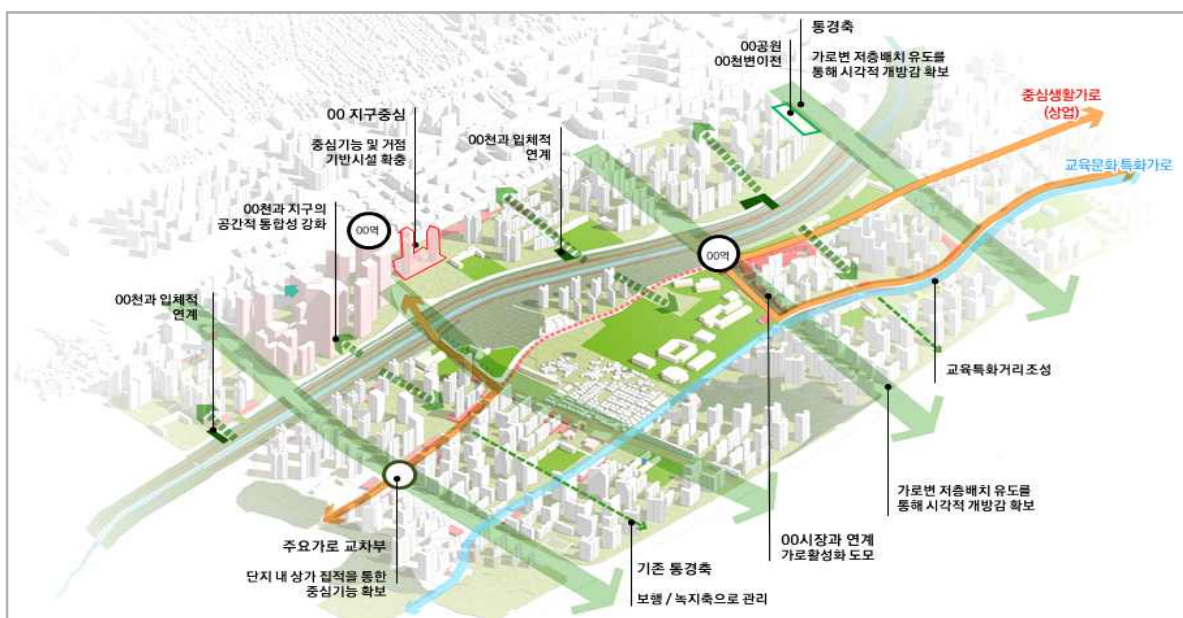 통경축
가로변 저층배치 유도를
통해 시각적 개방감 확보
00공원
00천변이전
중심생활가로
(상업)
교육문화 특화가로
00 지구중심
중심기능 및 거점
기반시설 확충
00천과 입체적
연계
00천과 지구의
공간적 통합성 강화
00역
00역
00천과 입체적
연계
교육특화거리조성
가로변 저층배치 유도를
통해 시각적 개방감 확보
00시장과 연계
가로활성화 도모
주요가로 교차부
단지 내 상가 집적을 통한
중심기능 확보
기존 통경축
보행 / 녹지축으로 관리